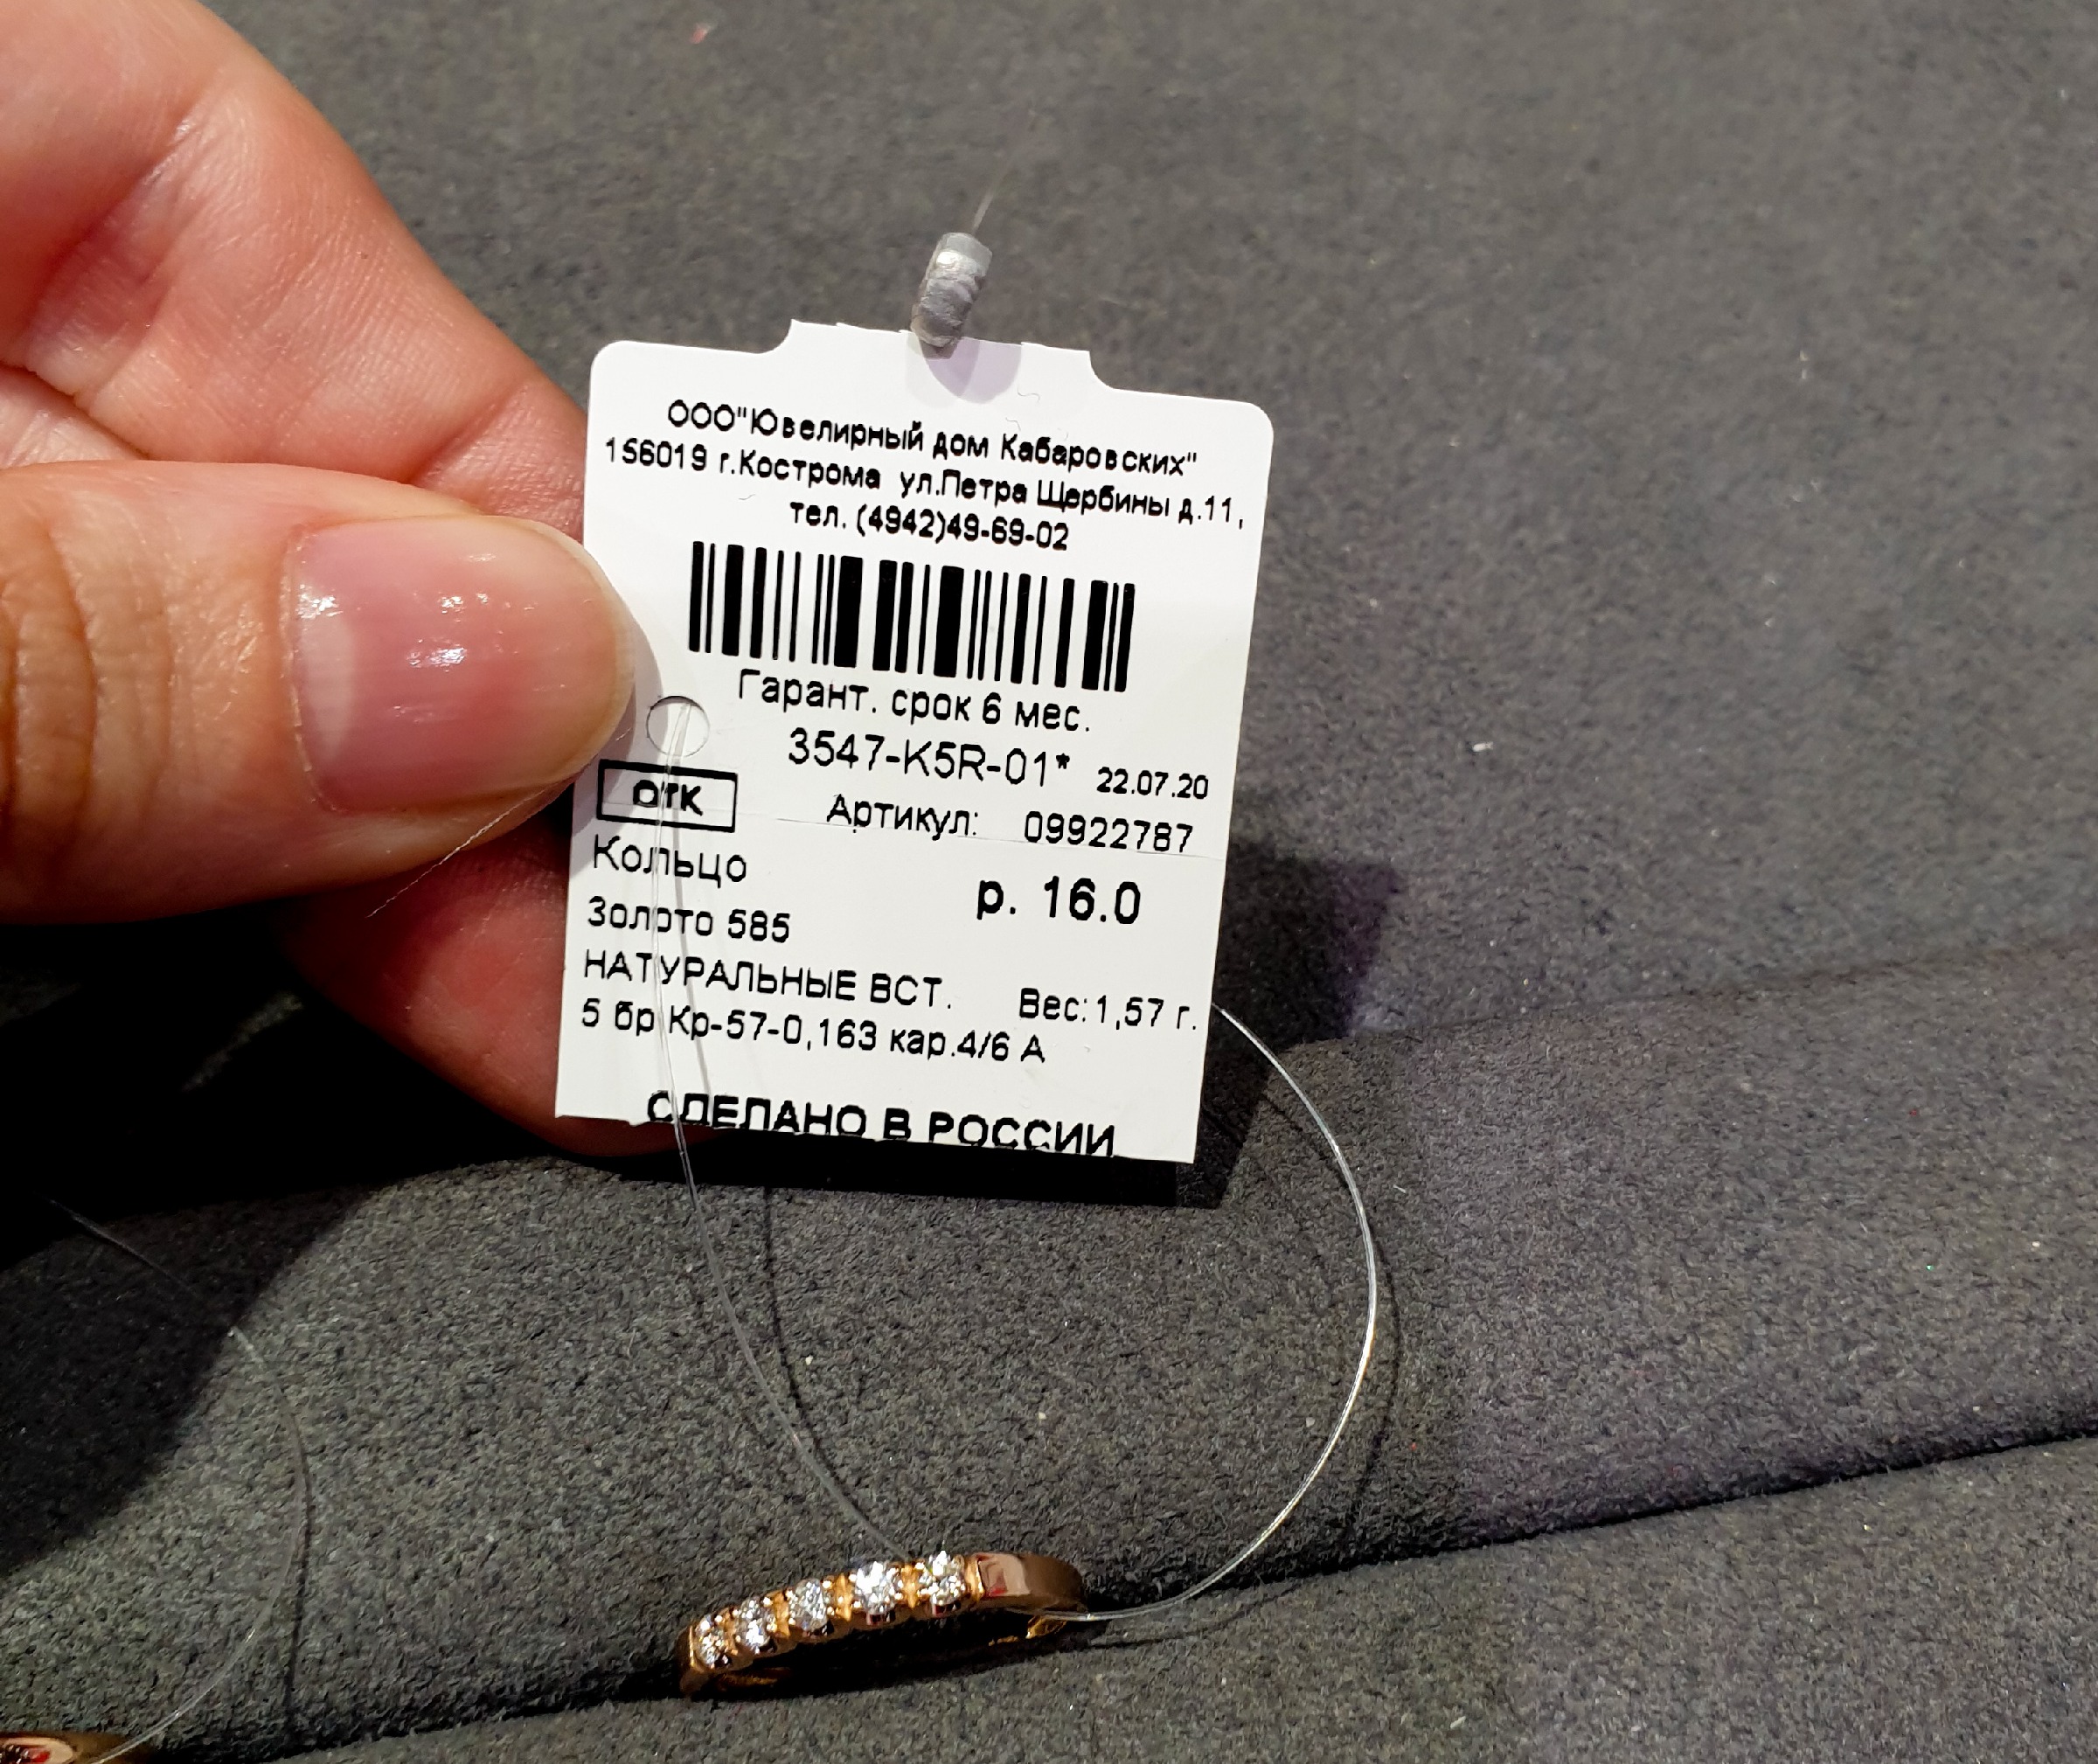 ООО"Ювелирный дом Кабаровских"
156019 г.Кострома ул.Петра Щербины д.11,
тел. (4942)49-69-02
Гарант. срок 6 мес.
3547-K5R-01* 22.07.20
ОТК Артикул: 09922787
Кольцо
р. 16.0
Золото 585
НАТУРАЛЬНЫЕ ВСТ. Вес:1,57 г.
5 бр Кр-57-0,163 кар.4/6 А
СДЕЛАНО В РОССИИ